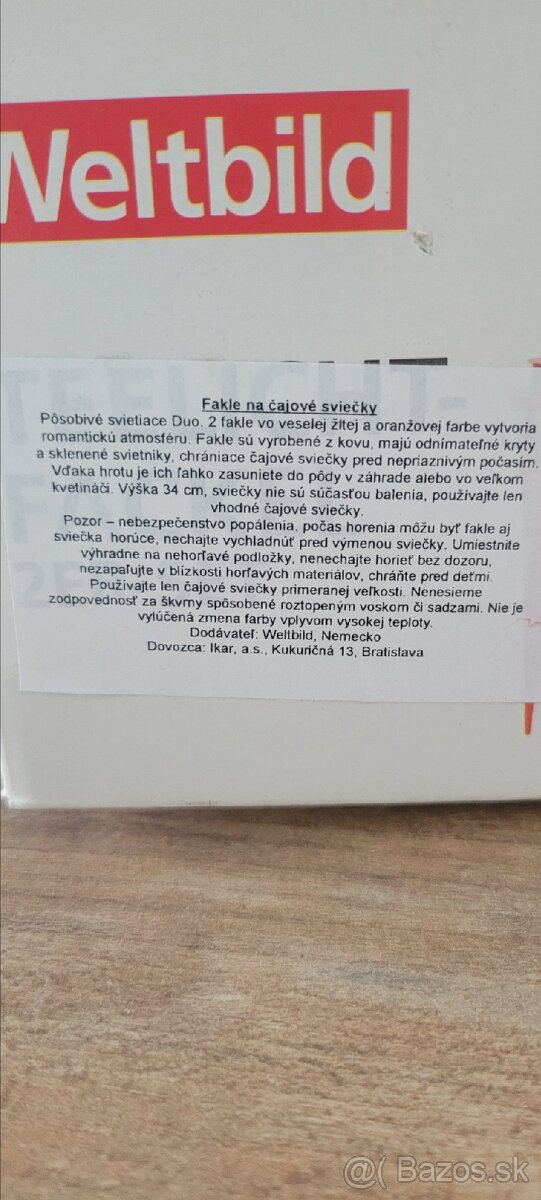 Weltbild
Fakle na čajové sviečky
Pôsobivé svietiace Duo. 2 fakle vo veselej žltej a oranžovej farbe vytvoria
romantickú atmosféru. Fakle sú vyrobené z kovu, majú odnímateľné kryty
a sklenené svietniky, chrániace čajové sviečky pred nepriaznivým počasím.
Vďaka hrotu je ich ľahko zasuniete do pôdy v záhrade alebo vo veľkom
kvetináči. Výška 34 cm, sviečky nie sú súčasťou balenia, používajte len
vhodné čajové sviečky.
Pozor – nebezpečenstvo popálenia, počas horenia môžu byť fakle aj
sviečka horúce, nechajte vychladnúť pred výmenou sviečky. Umiestnite
výhradne na nehorľavé podložky, nenechajte horieť bez dozoru,
nezapaľujte v blízkosti horľavých materiálov, chráňte pred deťmi.
Používajte len čajové sviečky primeranej veľkosti. Nenesieme
zodpovednosť za škvrny spôsobené roztopeným voskom či sadzami. Nie je
vylúčená zmena farby vplyvom vysokej teploty.
Dodávateľ: Weltbild, Nemecko
Dovozca: Ikar, a.s., Kukuričná 13, Bratislava
@( Bazos.sk